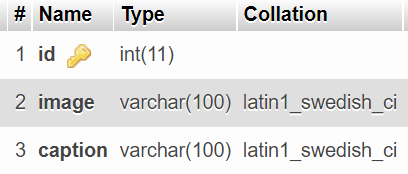 # Name Type Collation
1 id int(11)
2 image varchar(100) latin1_swedish_ci
3 caption varchar(100) latin1_swedish_ci